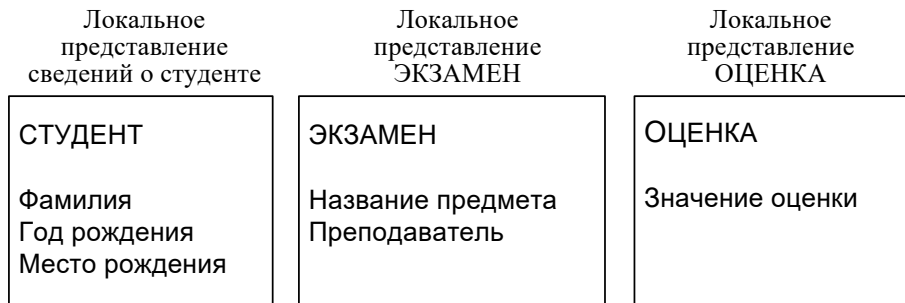 Локальное
представление
сведений о студенте
Локальное
представление
ЭКЗАМЕН
Локальное
представление
ОЦЕНКА
СТУДЕНТ
Фамилия
Год рождения
Место рождения
ЭКЗАМЕН
Название предмета
Преподаватель
ОЦЕНКА
Значение оценки